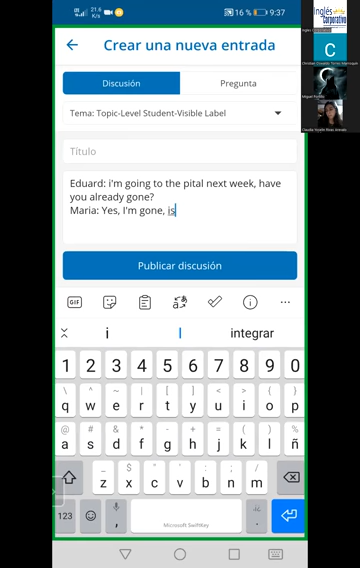 21.6
K/s
16 %
9:37
Crear una nueva entrada
Discusión
Pregunta
Tema: Topic-Level Student-Visible Label
Título
Eduard: i'm going to the pital next week, have
you already gone?
Maria: Yes, I'm gone, is
Publicar discusión
GIF
i
I
integrar
1 2 3 4 5 6 7 8 9 0
q w e r t y u i o p
a s d f g h j k l ñ
z x c v b n m
123
Microsoft SwiftKey
Inglés
Corporativo
C